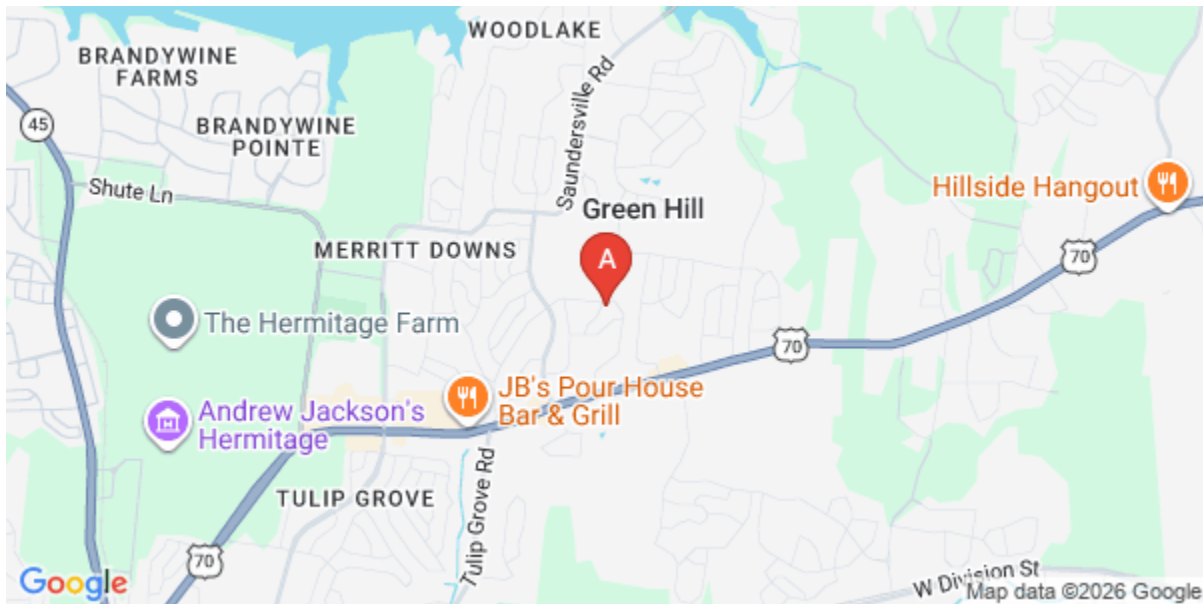 WOODLAKE
BRANDYWINE
FARMS
45
BRANDYWINE
POINTE
Saundersville Rd
Shute Ln
Hillside Hangout
Green Hill
MERRITT DOWNS
A
70
The Hermitage Farm
70
JB's Pour House
Bar & Grill
Andrew Jackson's
Hermitage
TULIP GROVE
Tulip Grove Rd
70
W Division St
Google
Map data ©2026 Google